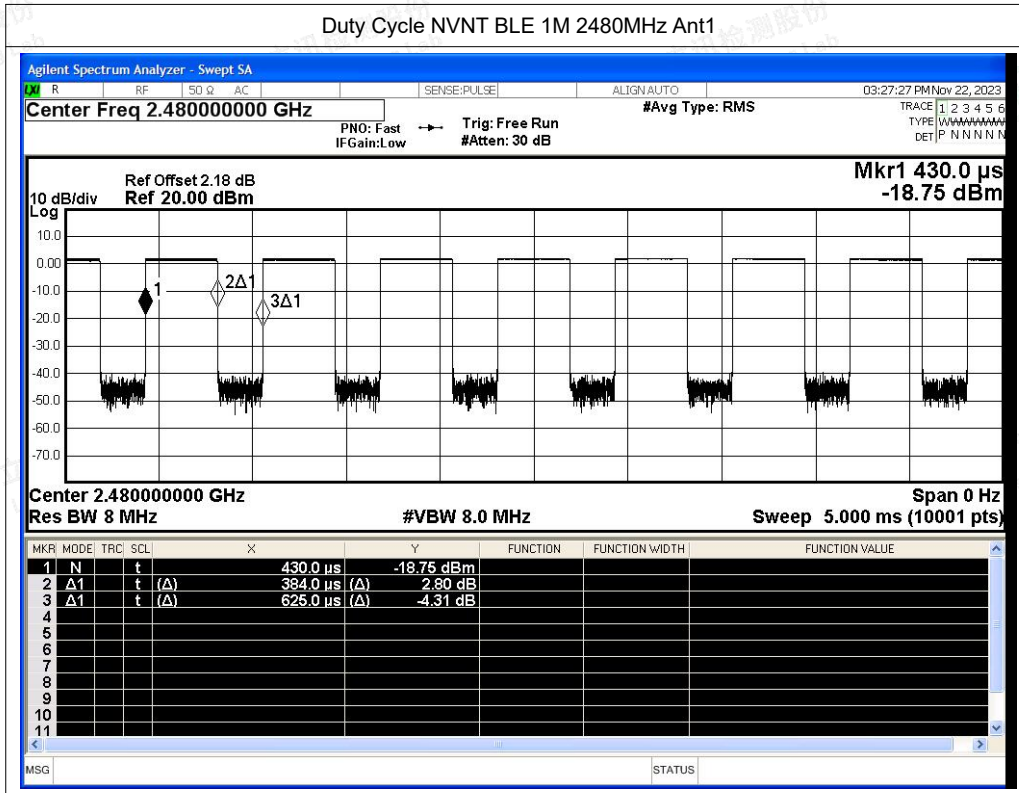 Duty Cycle NVNT BLE 1M 2480MHz Ant1
Agilent Spectrum Analyzer - Swept SA
LXI R RF 50 Ω AC SENSE:PULSE ALIGN AUTO 03:27:27 PM Nov 22, 2023
Center Freq 2.480000000 GHz #Avg Type: RMS TRACE 1 2 3 4 5 6
PNO: Fast Trig: Free Run TYPE
IFGain:Low #Atten: 30 dB DET P N N N N N
Mkr1 430.0 µs
Ref Offset 2.18 dB
10 dB/div Ref 20.00 dBm -18.75 dBm
Log
10.0
0.00
-10.0 1 2Δ1
3Δ1
-20.0
-30.0
-40.0
-50.0
-60.0
-70.0
Center 2.480000000 GHz Span 0 Hz
Res BW 8 MHz #VBW 8.0 MHz Sweep 5.000 ms (10001 pts)
MKR MODE TRC SCL X Y FUNCTION FUNCTION WIDTH FUNCTION VALUE
1 N t 430.0 µs -18.75 dBm
2 Δ1 t (Δ) 384.0 µs (Δ) 2.80 dB
3 Δ1 t (Δ) 625.0 µs (Δ) -4.31 dB
4
5
6
7
8
9
10
11
MSG STATUS